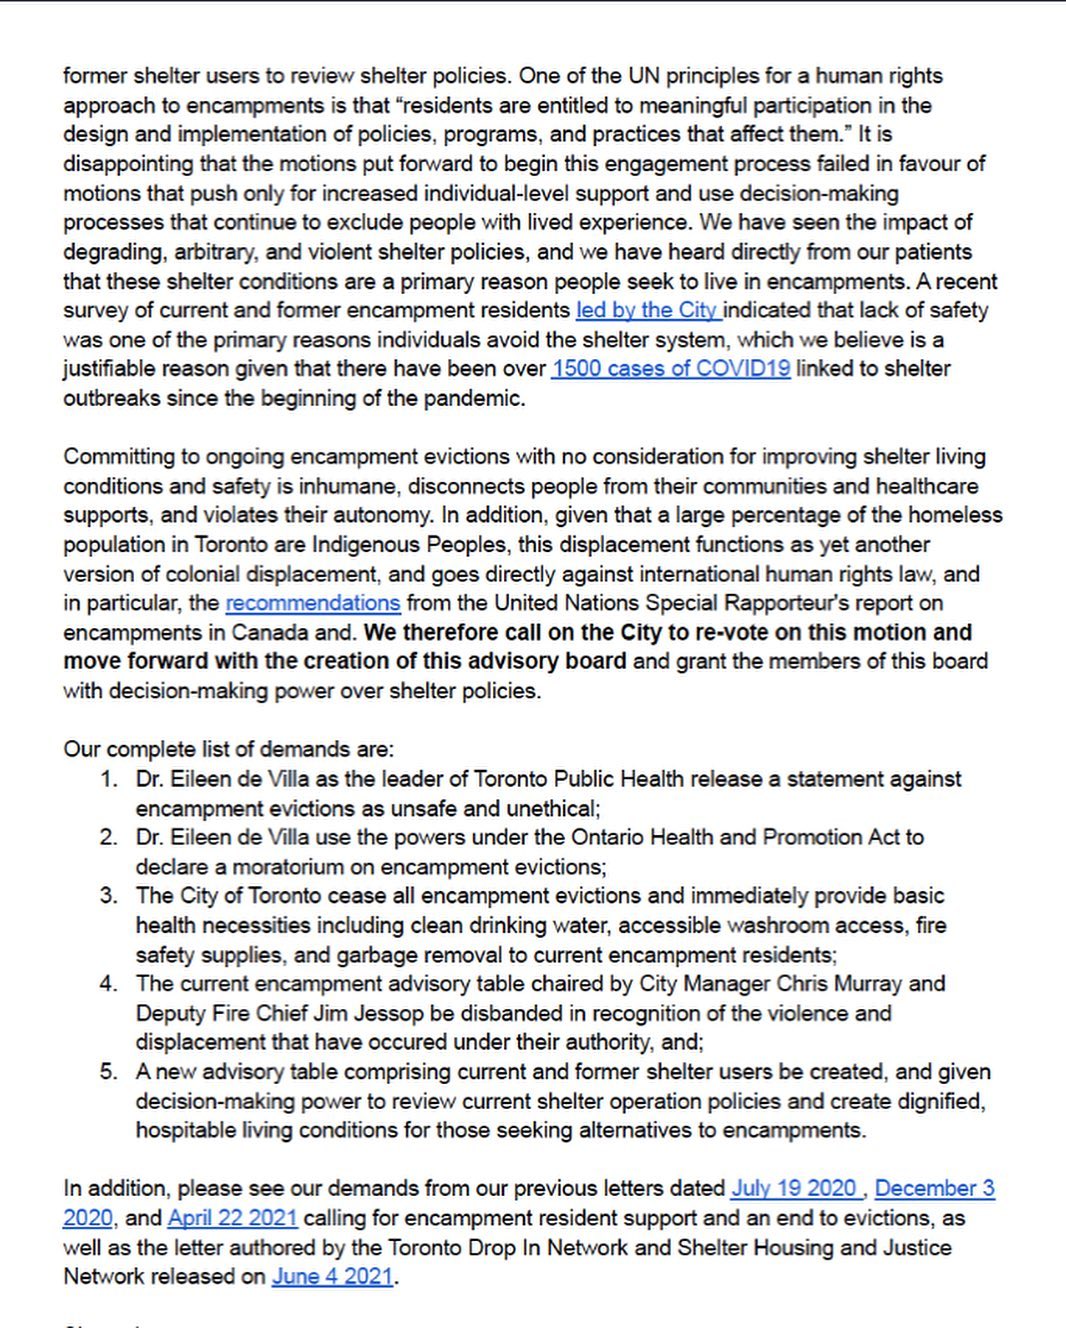 former shelter users to review shelter policies. One of the UN principles for a human rights
approach to encampments is that “residents are entitled to meaningful participation in the
design and implementation of policies, programs, and practices that affect them.” It is
disappointing that the motions put forward to begin this engagement process failed in favour of
motions that push only for increased individual-level support and use decision-making
processes that continue to exclude people with lived experience. We have seen the impact of
degrading, arbitrary, and violent shelter policies, and we have heard directly from our patients
that these shelter conditions are a primary reason people seek to live in encampments. A recent
survey of current and former encampment residents led by the City indicated that lack of safety
was one of the primary reasons individuals avoid the shelter system, which we believe is a
justifiable reason given that there have been over 1500 cases of COVID19 linked to shelter
outbreaks since the beginning of the pandemic.
Committing to ongoing encampment evictions with no consideration for improving shelter living
conditions and safety is inhumane, disconnects people from their communities and healthcare
supports, and violates their autonomy. In addition, given that a large percentage of the homeless
population in Toronto are Indigenous Peoples, this displacement functions as yet another
version of colonial displacement, and goes directly against international human rights law, and
in particular, the recommendations from the United Nations Special Rapporteur's report on
encampments in Canada and. We therefore call on the City to re-vote on this motion and
move forward with the creation of this advisory board and grant the members of this board
with decision-making power over shelter policies.
Our complete list of demands are:
1. Dr. Eileen de Villa as the leader of Toronto Public Health release a statement against
encampment evictions as unsafe and unethical;
2. Dr. Eileen de Villa use the powers under the Ontario Health and Promotion Act to
declare a moratorium on encampment evictions;
3. The City of Toronto cease all encampment evictions and immediately provide basic
health necessities including clean drinking water, accessible washroom access, fire
safety supplies, and garbage removal to current encampment residents;
4. The current encampment advisory table chaired by City Manager Chris Murray and
Deputy Fire Chief Jim Jessop be disbanded in recognition of the violence and
displacement that have occured under their authority, and;
5. A new advisory table comprising current and former shelter users be created, and given
decision-making power to review current shelter operation policies and create dignified,
hospitable living conditions for those seeking alternatives to encampments.
In addition, please see our demands from our previous letters dated July 19 2020 , December 3
2020, and April 22 2021 calling for encampment resident support and an end to evictions, as
well as the letter authored by the Toronto Drop In Network and Shelter Housing and Justice
Network released on June 4 2021.